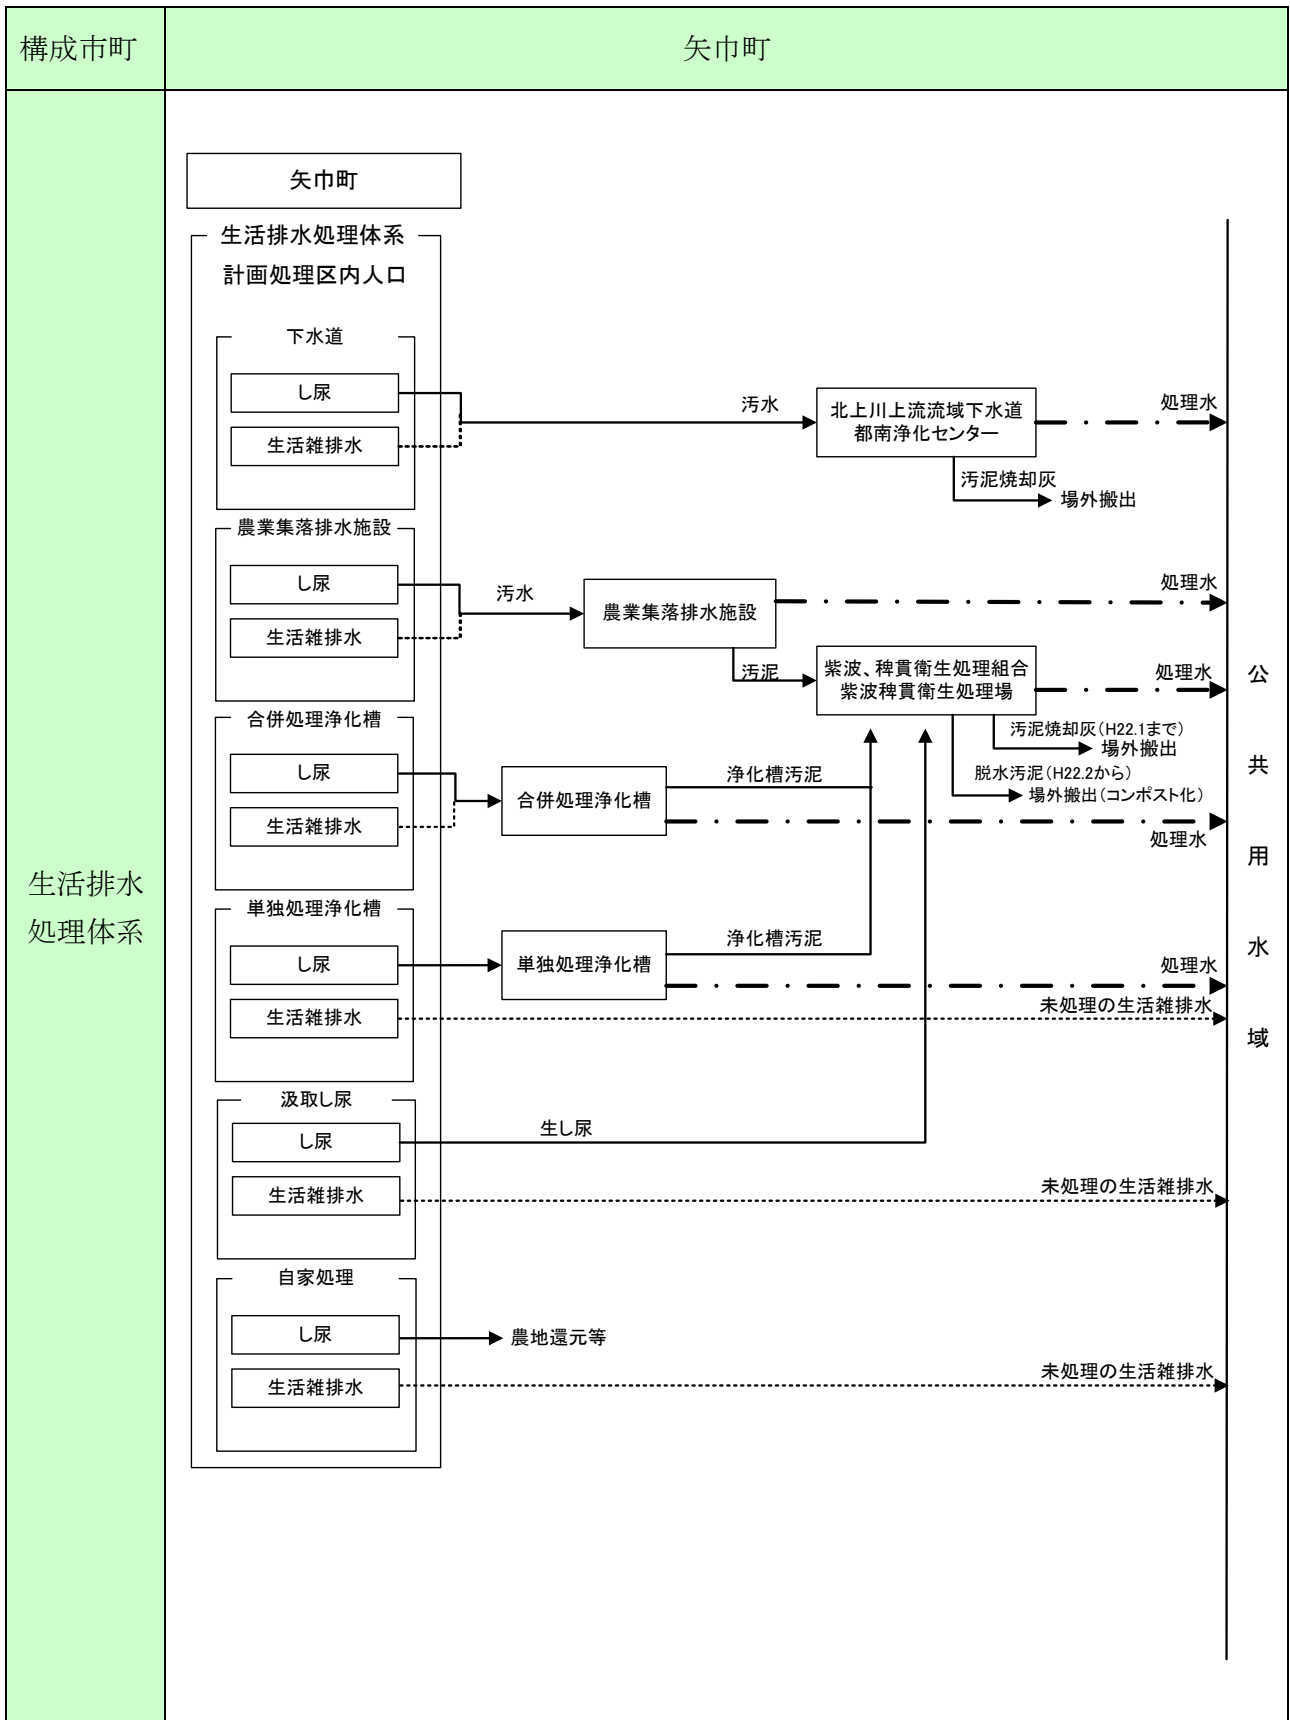 構成市町
矢巾町
生活排水
処理体系
矢巾町
生活排水処理体系
計画処理区内人口
下水道
し尿
生活雑排水
汚水
北上川上流流域下水道
都南浄化センター
処理水
汚泥焼却灰
場外搬出
農業集落排水施設
し尿
生活雑排水
汚水
農業集落排水施設
処理水
汚泥
紫波、稗貫衛生処理組合
紫波稗貫衛生処理場
処理水
汚泥焼却灰(H22.1まで)
場外搬出
脱水汚泥(H22.2から)
場外搬出(コンポスト化)
合併処理浄化槽
し尿
生活雑排水
合併処理浄化槽
浄化槽汚泥
処理水
単独処理浄化槽
し尿
生活雑排水
単独処理浄化槽
浄化槽汚泥
処理水
未処理の生活雑排水
汲取し尿
し尿
生活雑排水
生し尿
未処理の生活雑排水
自家処理
し尿
生活雑排水
農地還元等
未処理の生活雑排水
公共用水域